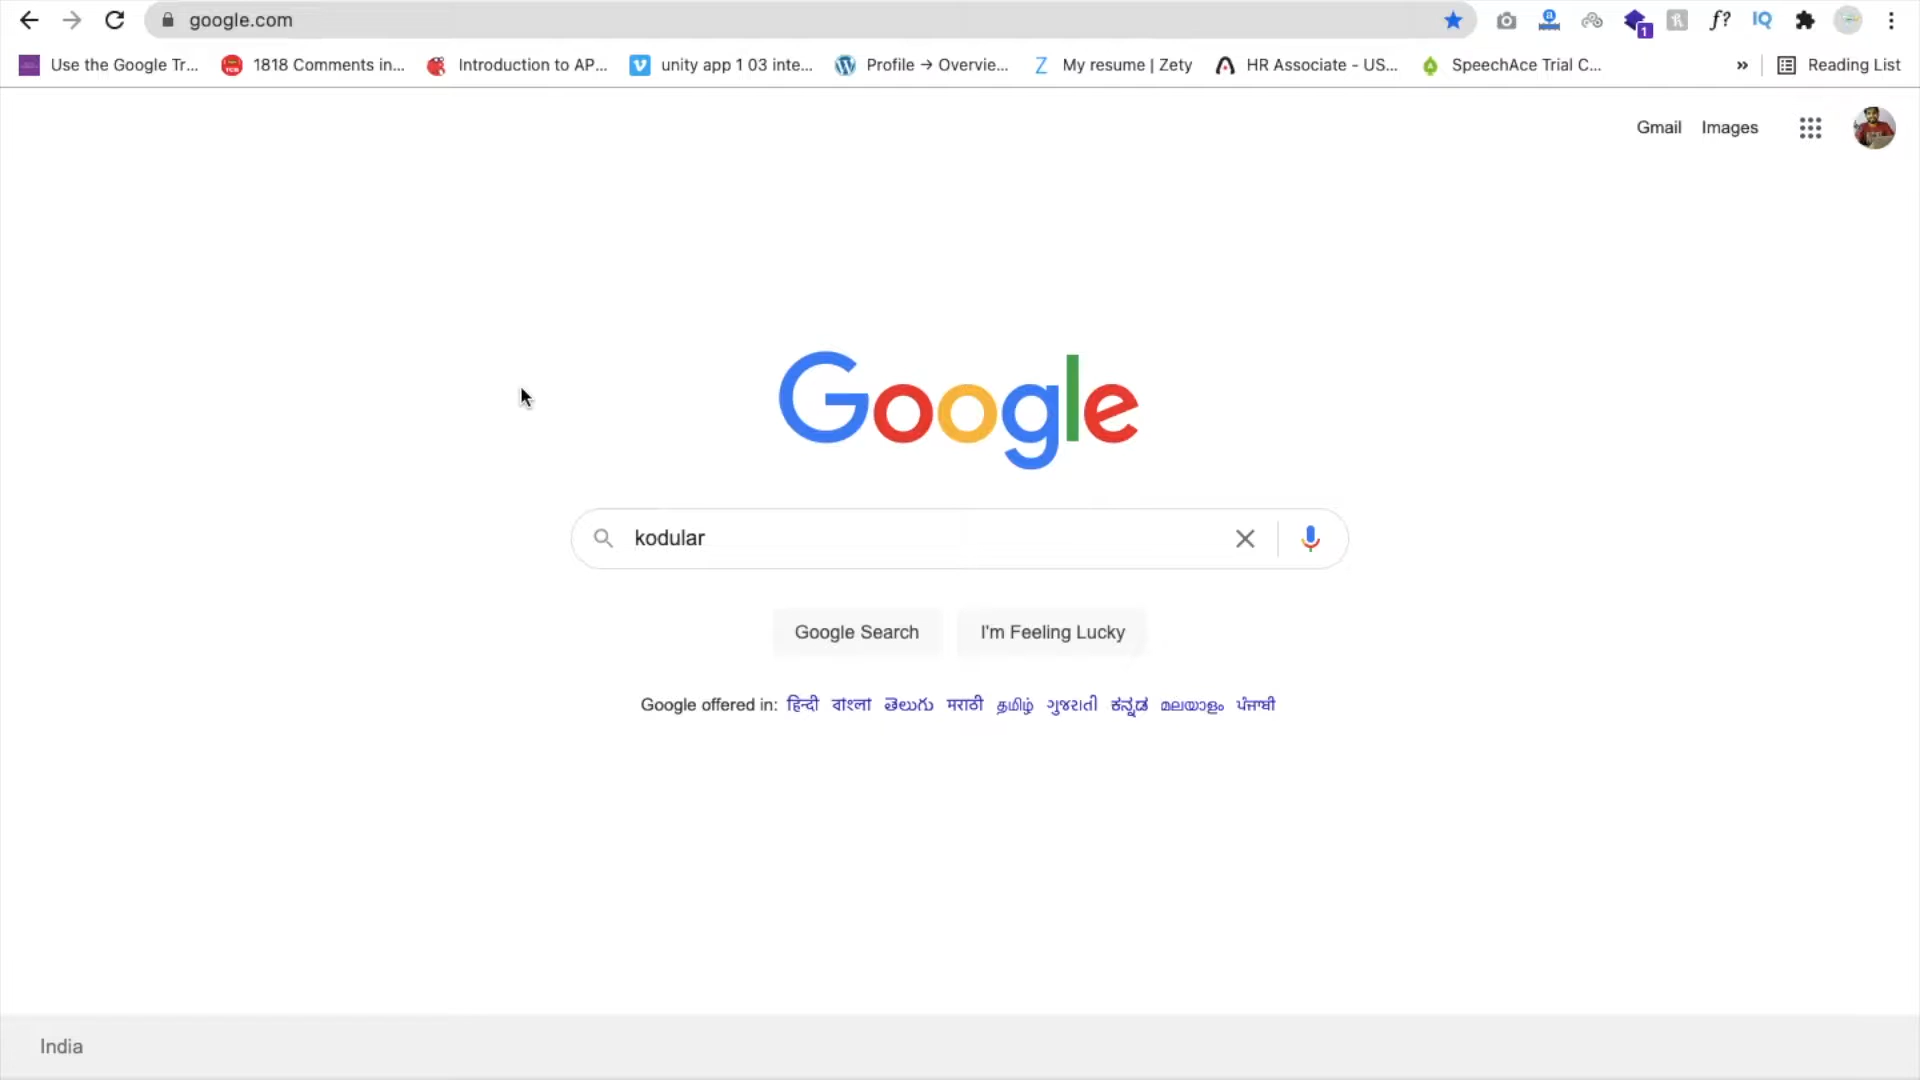 google.com
1
Use the Google Tr... 1818 Comments in... Introduction to AP... unity app 1 03 inte... Profile → Overvie... My resume | Zety HR Associate - US... SpeechAce Trial C... » Reading List
Gmail Images
Google
kodular
Google Search I'm Feeling Lucky
Google offered in: हिन्दी বাংলা తెలుగు मराठी தமிழ் ગુજરાતી ಕನ್ನಡ മലയാളം ਪੰਜਾਬੀ
India